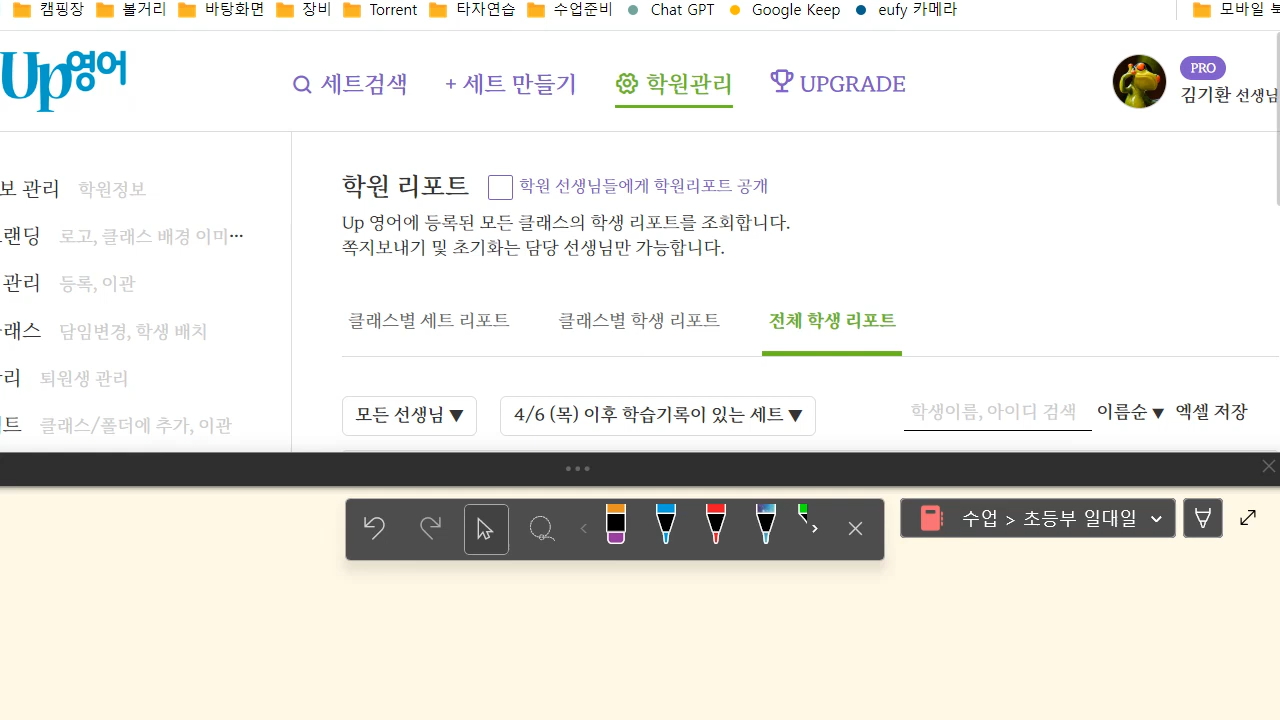 캠핑장 볼거리 바탕화면 장비 Torrent 타자연습 수업준비 Chat GPT Google Keep eufy 카메라 모바일
Up영어
세트검색 + 세트 만들기 학원관리 UPGRADE
PRO
김기환 선생님
보 관리 학원정보
랜딩 로고, 클래스 배경 이미···
관리 등록, 이관
래스 담임변경, 학생 배치
리 퇴원생 관리
트 클래스/폴더에 추가, 이관
학원 리포트 학원 선생님들에게 학원리포트 공개
Up 영어에 등록된 모든 클래스의 학생 리포트를 조회합니다.
쪽지보내기 및 초기화는 담당 선생님만 가능합니다.
클래스별 세트 리포트 클래스별 학생 리포트 전체 학생 리포트
모든 선생님 ▼ 4/6 (목) 이후 학습기록이 있는 세트 ▼ 학생이름, 아이디 검색 이름순 ▼ 엑셀 저장
수업 > 초등부 일대일